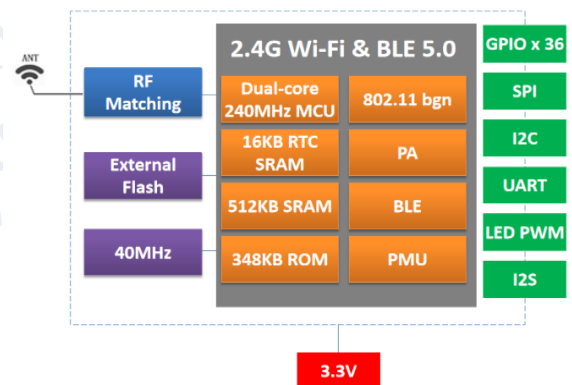 2.4G Wi-Fi & BLE 5.0
ANT
RF
Matching
External
Flash
40MHz
Dual-core
240MHz MCU
802.11 bgn
16KB RTC
SRAM
PA
512KB SRAM
BLE
348KB ROM
PMU
GPIO x 36
SPI
I2C
UART
LED PWM
I2S
3.3V